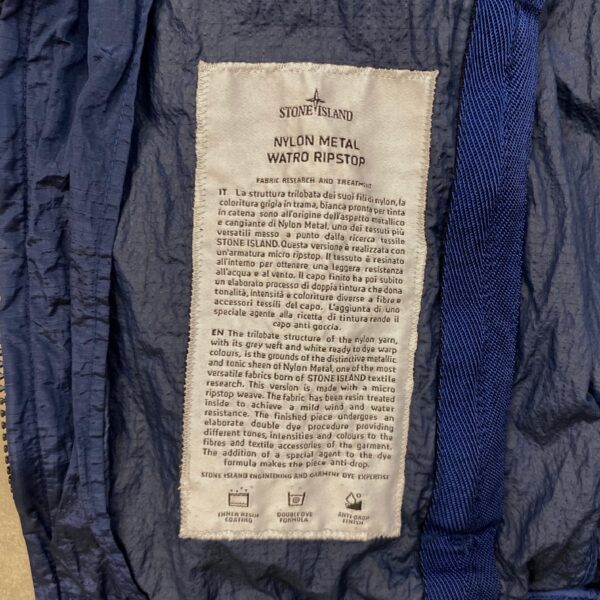 STONE ISLAND
NYLON METAL
WATRO RIPSTOP
FABRIC RESEARCH AND TREATMENT
IT La struttura trilobata dei suoi fili di nylon, la
coloritura grigia in trama, bianca pronta per tinta
in catena sono all'origine dell'aspetto metallico
e cangiante di Nylon Metal, uno dei tessuti più
versatili messo a punto dalla ricerca tessile
STONE ISLAND. Questa versione è realizzata con
un'armatura micro ripstop. Il tessuto è resinato
all'interno per ottenere una leggera resistenza
all'acqua e al vento. Il capo finito ha poi subito
un elaborato processo di doppia tintura che dona
tonalità, intensità e coloriture diverse a fibre e
accessori tessili del capo. L'aggiunta di uno
speciale agente alla ricetta di tintura rende il
capo anti goccia.
EN The trilobate structure of the nylon yarn,
with its grey weft and white ready to dye warp
colours, is the grounds of the distinctive metallic
and tonic sheen of Nylon Metal, one of the most
versatile fabrics born of STONE ISLAND textile
research. This version is made with a micro
ripstop weave. The fabric has been resin treated
inside to achieve a mild wind and water
resistance. The finished piece undergoes an
elaborate double dye procedure providing
different tones, intensities and colours to the
fibres and textile accessories of the garment.
The addition of a special agent to the dye
formula makes the piece anti-drop.
STONE ISLAND ENGINEERING AND GARMENT DYE EXPERTISE
INNER RESIN
COATING
DOUBLE DYE
FORMULA
ANTI-DROP
FINISH